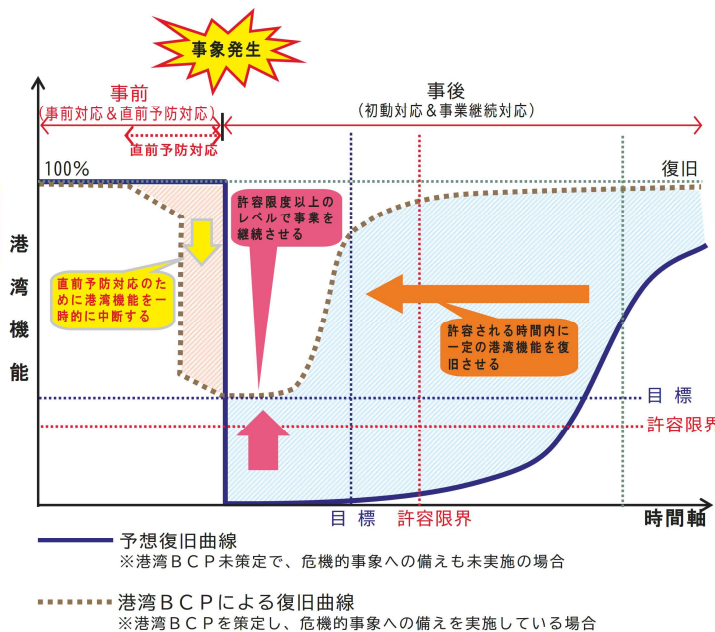 事象発生
事前
(事前対応&直前予防対応)
事後
(初動対応&事業継続対応)
直前予防対応
100%
復旧
許容限度以上の
レベルで事業を
継続させる
港湾機能
直前予防対応のた
めに港湾機能を一
時的に中断する
許容される時間内に
一定の港湾機能を復
旧させる
目標
許容限界
目標
許容限界
時間軸
予想復旧曲線
※港湾BCP未策定で、危機的事象への備えも未実施の場合
港湾BCPによる復旧曲線
※港湾BCPを策定し、危機的事象への備えを実施している場合